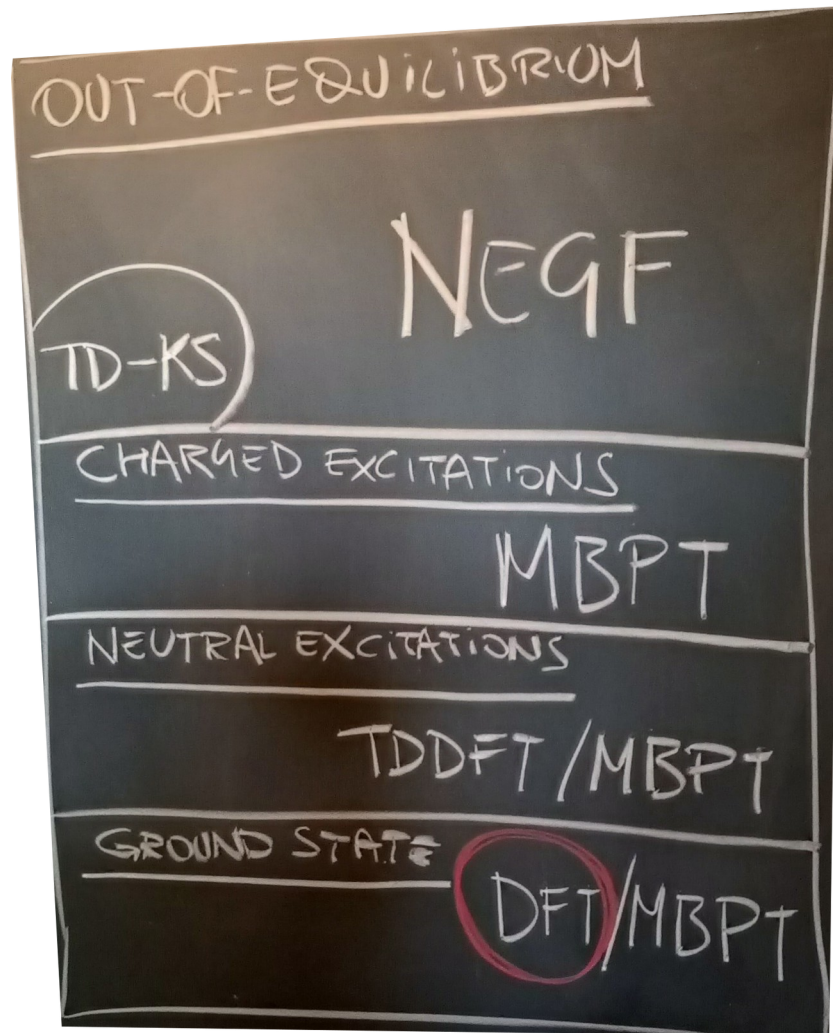 OUT-OF-EQUILIBRIUM
NEGF
TD-KS
CHARGED EXCITATIONS
MBPT
NEUTRAL EXCITATIONS
TDDFT/MBPT
GROUND STATE
DFT/MBPT